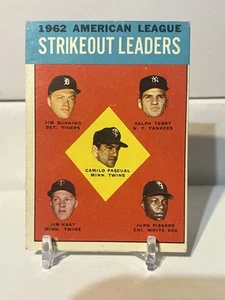 1962 AMERICAN LEAGUE
STRIKEOUT LEADERS
JIM BUNNING
DET. TIGERS
RALPH TERRY
N. Y. YANKEES
CAMILO PASCUAL
MINN. TWINS
JIM KAAT
MINN. TWINS
JUAN PIZARRO
CHI. WHITE SOX